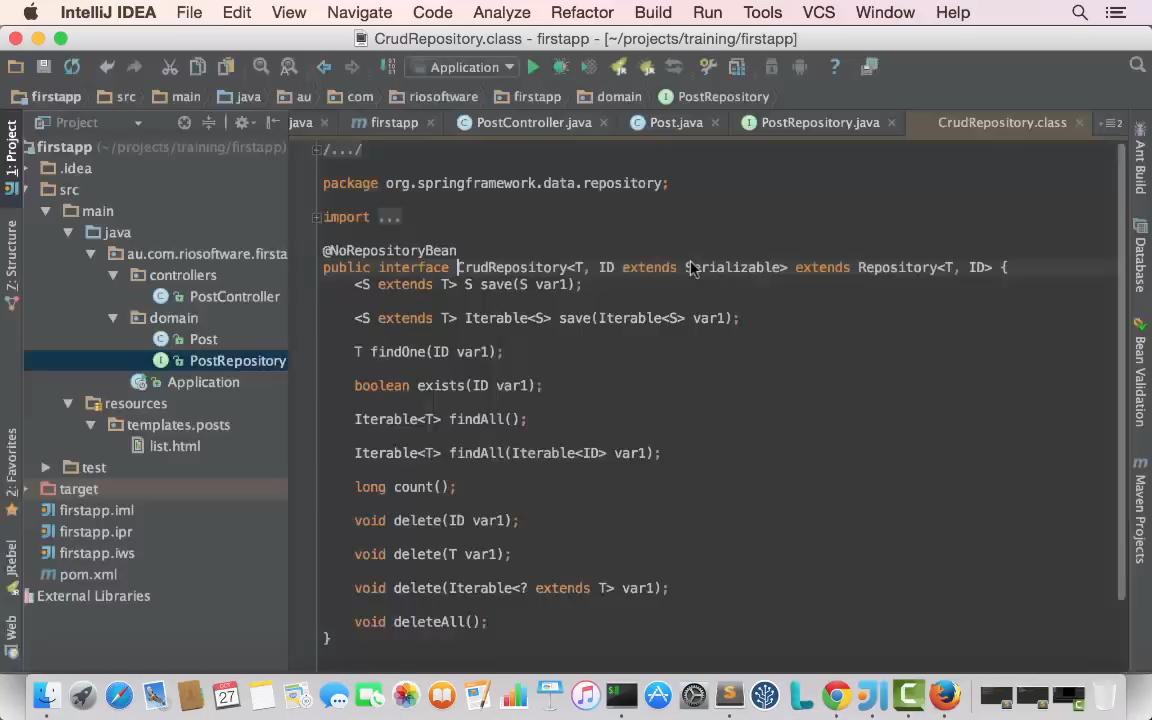 IntelliJ IDEA File Edit View Navigate Code Analyze Refactor Build Run Tools VCS Window Help
CrudRepository.class - firstapp - [~/projects/training/firstapp]
Application
firstapp src main java au com riosoftware firstapp domain PostRepository
Project
java firstapp PostController.java Post.java PostRepository.java CrudRepository.class 2
1: Project
Z: Structure
2: Favorites
JRebel
Web
firstapp (~/projects/training/firstapp)
.idea
src
main
java
au.com.riosoftware.firsta
controllers
PostController
domain
Post
PostRepository
Application
resources
templates.posts
list.html
test
target
firstapp.iml
firstapp.ipr
firstapp.iws
pom.xml
External Libraries
/.../
package org.springframework.data.repository;
import ...
@NoRepositoryBean
public interface CrudRepository<T, ID extends Serializable> extends Repository<T, ID> {
<S extends T> S save(S var1);
<S extends T> Iterable<S> save(Iterable<S> var1);
T findOne(ID var1);
boolean exists(ID var1);
Iterable<T> findAll();
Iterable<T> findAll(Iterable<ID> var1);
long count();
void delete(ID var1);
void delete(T var1);
void delete(Iterable<? extends T> var1);
void deleteAll();
}
Ant Build
Database
Bean Validation
Maven Projects
OCT
27